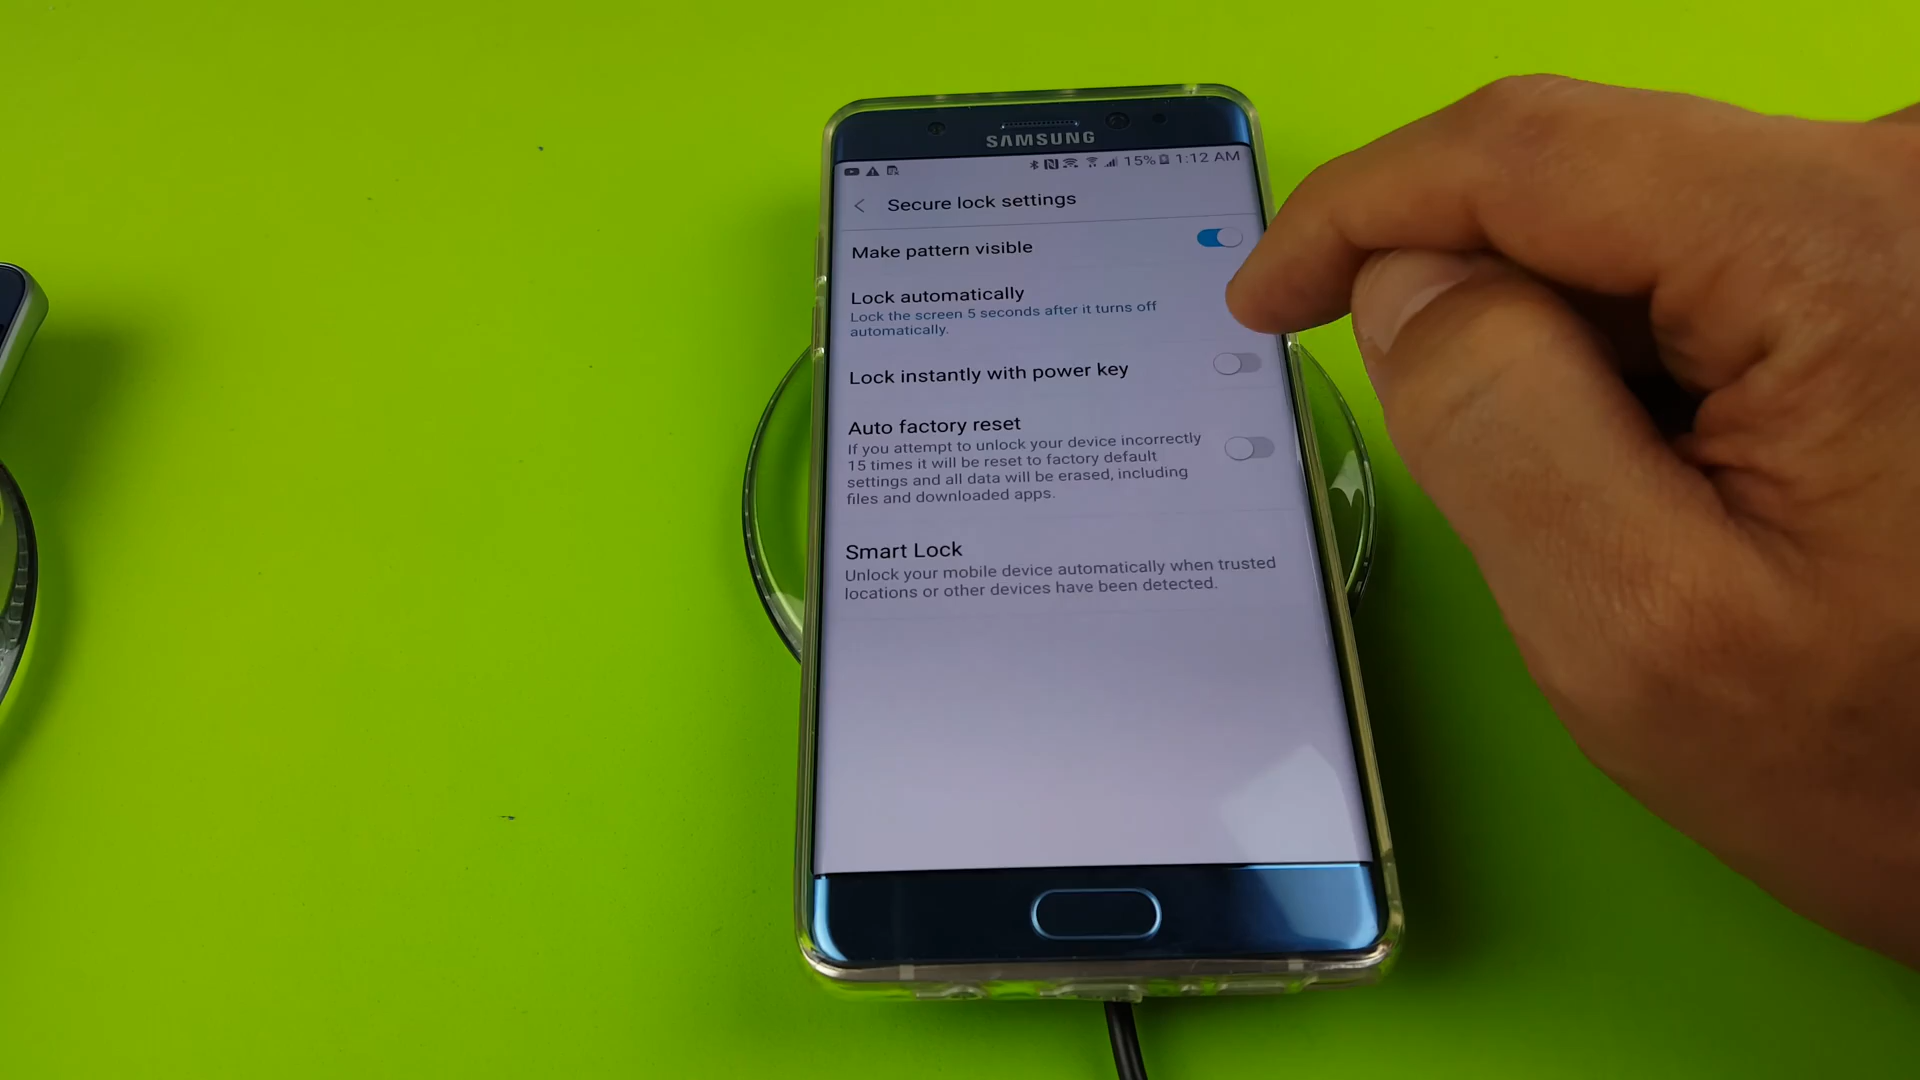 SAMSUNG
15% 1:12 AM
Secure lock settings
Make pattern visible
Lock automatically
Lock the screen 5 seconds after it turns off
automatically.
Lock instantly with power key
Auto factory reset
If you attempt to unlock your device incorrectly
15 times it will be reset to factory default
settings and all data will be erased, including
files and downloaded apps.
Smart Lock
Unlock your mobile device automatically when trusted
locations or other devices have been detected.